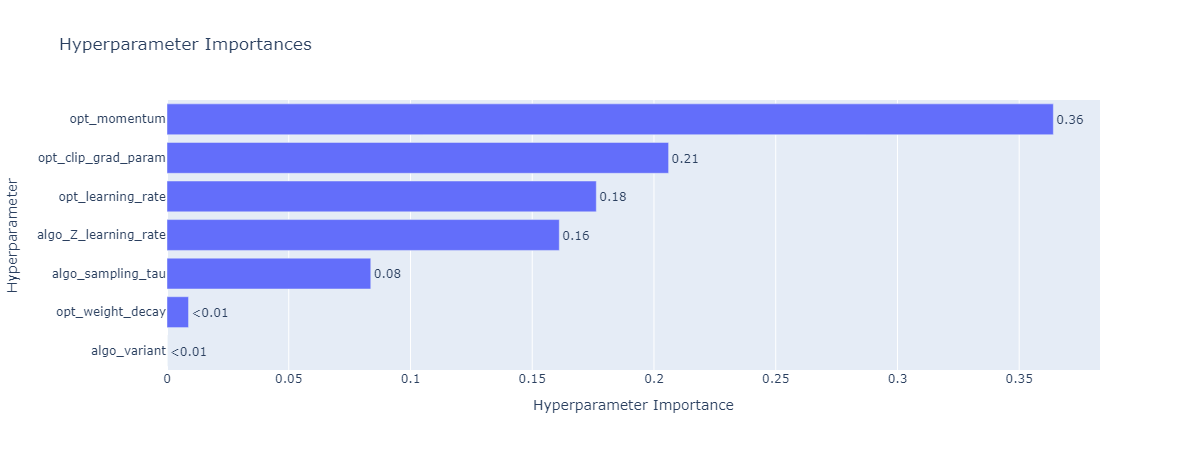 Hyperparameter Importances
Hyperparameter
opt_momentum 0.36
opt_clip_grad_param 0.21
opt_learning_rate 0.18
algo_Z_learning_rate 0.16
algo_sampling_tau 0.08
opt_weight_decay <0.01
algo_variant <0.01
0 0.05 0.1 0.15 0.2 0.25 0.3 0.35
Hyperparameter Importance